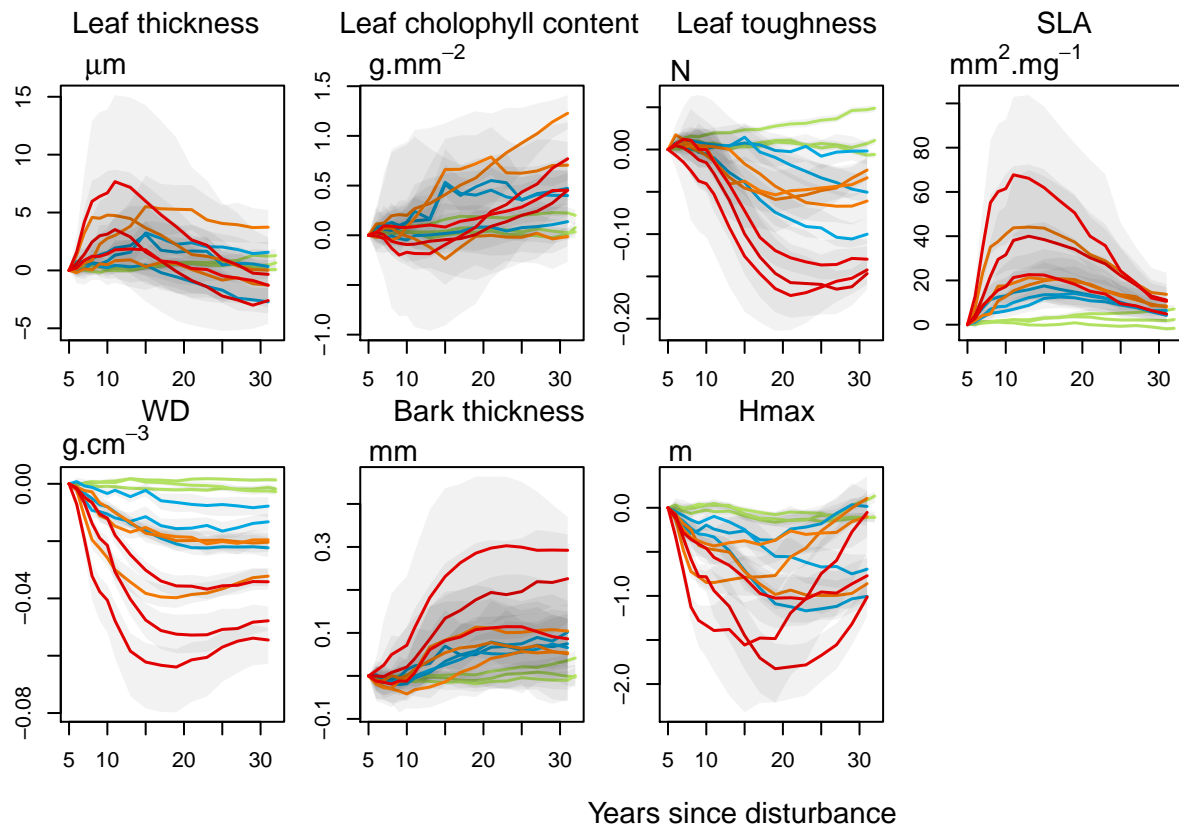 Leaf thickness Leaf cholophyll content Leaf toughness SLA
μm g.mm−2 N mm2.mg−1
15
10
5
0
−5
5 10 20 30
1.5
1.0
0.5
0.0
−1.0
5 10 20 30
0.00
−0.10
−0.20
5 10 20 30
80
60
40
20
0
5 10 20 30
WD Bark thickness Hmax
g.cm−3 mm m
0.00
−0.04
−0.08
5 10 20 30
0.3
0.1
−0.1
5 10 20 30
0.0
−1.0
−2.0
5 10 20 30
Years since disturbance